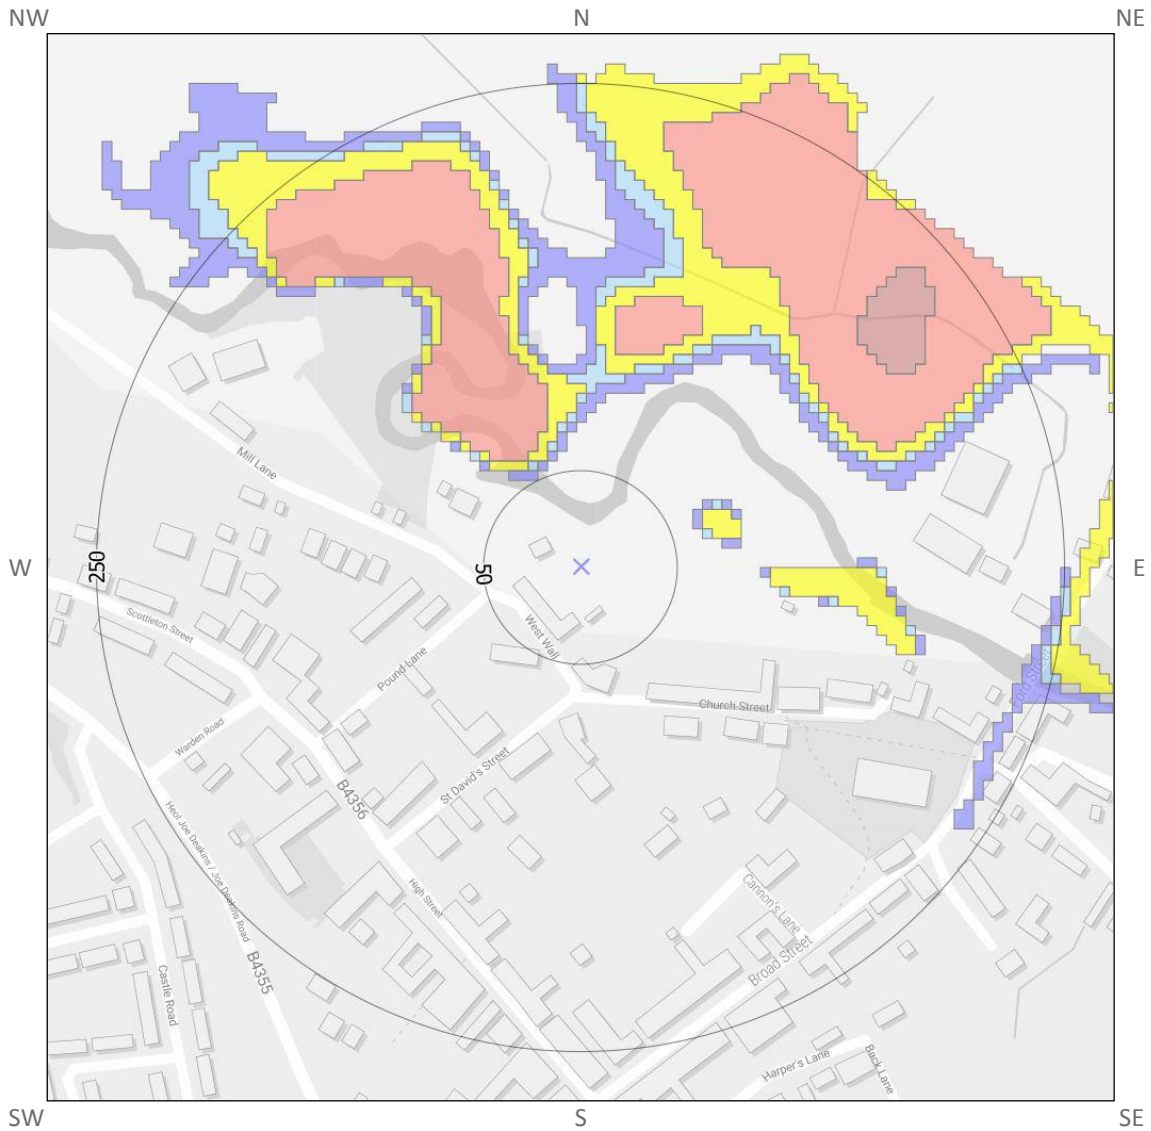 NW
N
NE
Mill Lane
W
250
50
E
Scottleton Street
West Wall
Pound Lane
Ford Street
Church Street
Warden Road
St David's Street
B4356
Heol Joe Deakins / Joe Deakins Road
High Street
Cannon's Lane
Broad Street
B4355
Castle Road
Harper's Lane
Back Lane
SW
S
SE